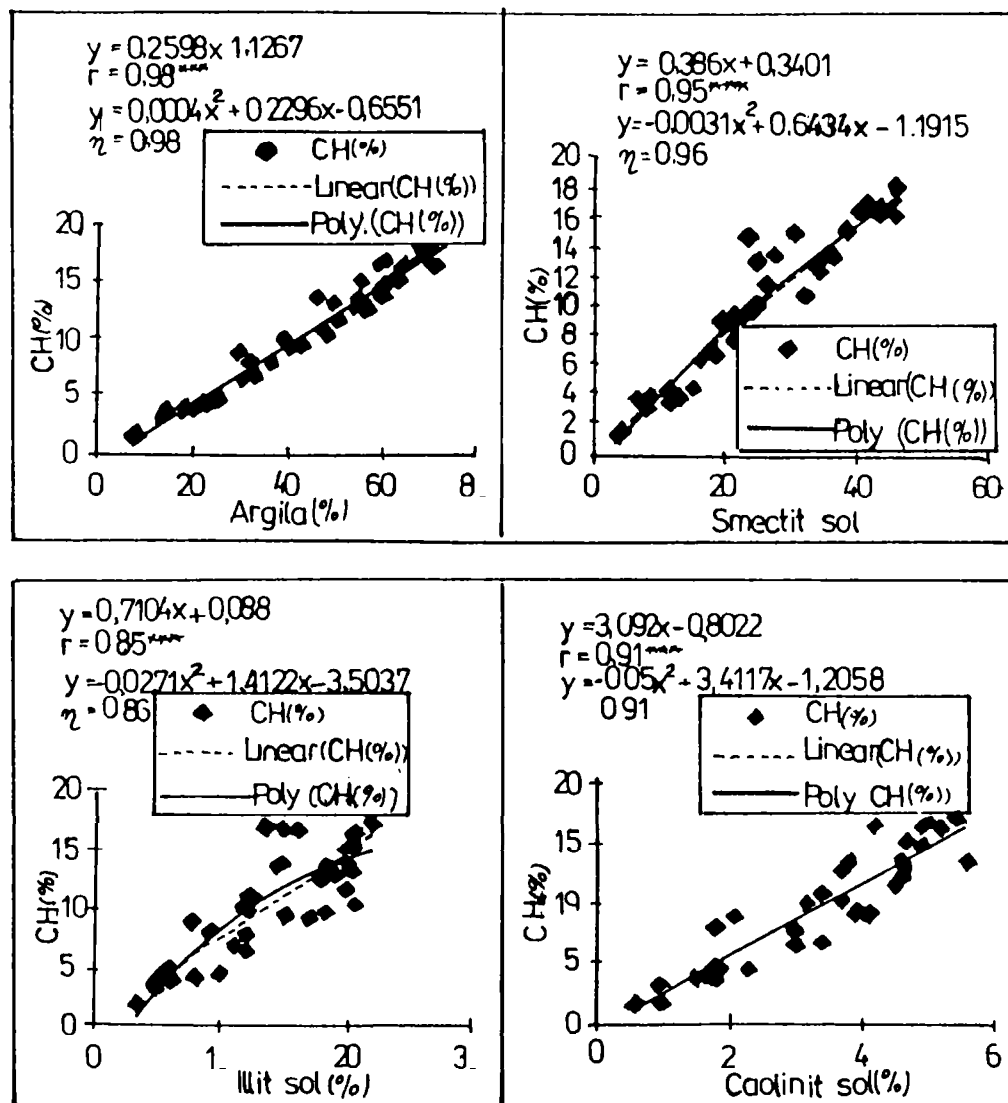 y = 0,2598x 1,1267
r = 0,98***
y = 0,0004x² + 0 2296x - 0,6551
η = 0,98
CH(%)
Linear(CH(%))
Poly. (CH(%))
20
15
10
5
0
CH(%)
0 20 40 60 8
Argila(%)
y = 0,386x + 0,3401
r = 0,95***
y = -0,0031x² + 0.6434x - 1.1915
η = 0,96
20
18
16
14
12
10
8
6
4
2
0
CH(%)
CH(%)
Linear(CH(%))
Poly (CH(%))
0 20 40 60
Smectit sol
y = 0,7104x + 0,088
r = 0 85***
y = -0,0271x² + 1.4122x - 3.5037
η = 0,86
CH(%)
Linear(CH(%))
Poly (CH(%))
20
15
10
5
0
CH(%)
0 1 20 3
Illit sol(%)
y = 3,092x - 0,8022
r = 0,91***
y = -0,05x² + 3,4117x - 1,2058
0,91
CH(%)
Linear(CH(%))
Poly CH(%))
20
15
19
5
0
CH(%)
0 2 4 6
Caolinit sol(%)